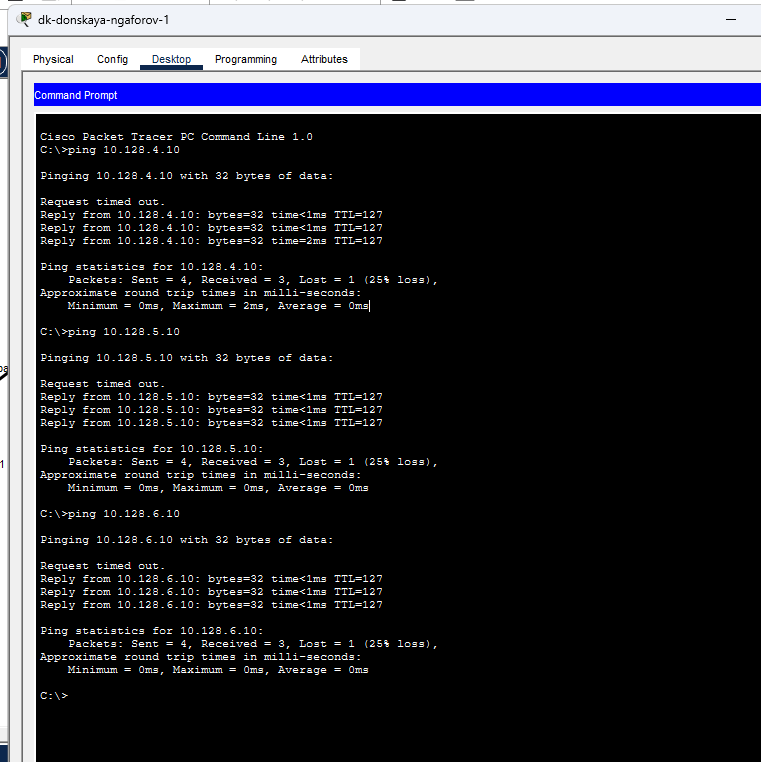 dk-donskaya-ngaforov-1
Physical Config Desktop Programming Attributes
Command Prompt
Cisco Packet Tracer PC Command Line 1.0
C:\>ping 10.128.4.10
Pinging 10.128.4.10 with 32 bytes of data:
Request timed out.
Reply from 10.128.4.10: bytes=32 time<1ms TTL=127
Reply from 10.128.4.10: bytes=32 time<1ms TTL=127
Reply from 10.128.4.10: bytes=32 time=2ms TTL=127
Ping statistics for 10.128.4.10:
Packets: Sent = 4, Received = 3, Lost = 1 (25% loss),
Approximate round trip times in milli-seconds:
Minimum = 0ms, Maximum = 2ms, Average = 0ms
C:\>ping 10.128.5.10
Pinging 10.128.5.10 with 32 bytes of data:
Request timed out.
Reply from 10.128.5.10: bytes=32 time<1ms TTL=127
Reply from 10.128.5.10: bytes=32 time<1ms TTL=127
Reply from 10.128.5.10: bytes=32 time<1ms TTL=127
Ping statistics for 10.128.5.10:
Packets: Sent = 4, Received = 3, Lost = 1 (25% loss),
Approximate round trip times in milli-seconds:
Minimum = 0ms, Maximum = 0ms, Average = 0ms
C:\>ping 10.128.6.10
Pinging 10.128.6.10 with 32 bytes of data:
Request timed out.
Reply from 10.128.6.10: bytes=32 time<1ms TTL=127
Reply from 10.128.6.10: bytes=32 time<1ms TTL=127
Reply from 10.128.6.10: bytes=32 time<1ms TTL=127
Ping statistics for 10.128.6.10:
Packets: Sent = 4, Received = 3, Lost = 1 (25% loss),
Approximate round trip times in milli-seconds:
Minimum = 0ms, Maximum = 0ms, Average = 0ms
C:\>